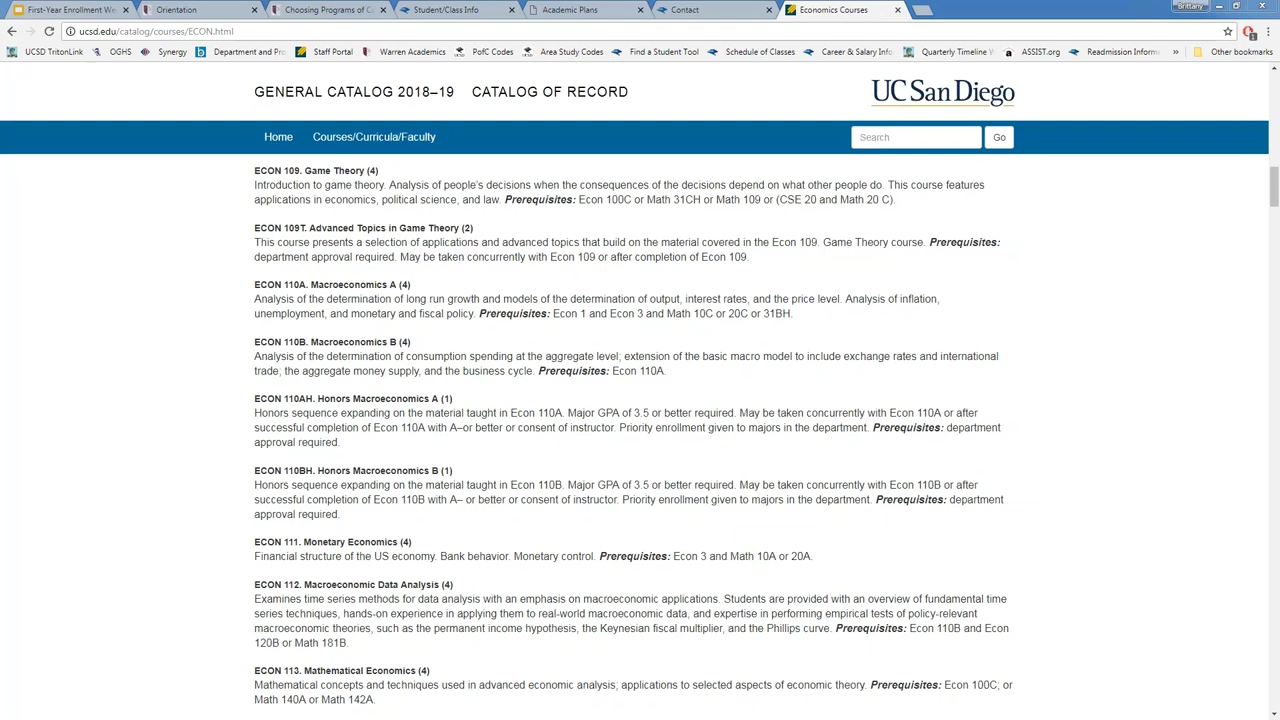 First-Year Enrollment We
Orientation
Choosing Programs of C
Student/Class Info
Academic Plans
Contact
Economics Courses
Brittany
ucsd.edu/catalog/courses/ECON.html
UCSD TritonLink
OGHS
Synergy
Department and Pro
Staff Portal
Warren Academics
PofC Codes
Area Study Codes
Find a Student Tool
Schedule of Classes
Career & Salary Info
Quarterly Timeline
ASSIST.org
Readmission Inform
Other bookmarks
GENERAL CATALOG 2018–19 CATALOG OF RECORD
UC San Diego
Home
Courses/Curricula/Faculty
Search
Go
ECON 109. Game Theory (4)
Introduction to game theory. Analysis of people's decisions when the consequences of the decisions depend on what other people do. This course features
applications in economics, political science, and law. Prerequisites: Econ 100C or Math 31CH or Math 109 or (CSE 20 and Math 20 C).
ECON 109T. Advanced Topics in Game Theory (2)
This course presents a selection of applications and advanced topics that build on the material covered in the Econ 109. Game Theory course. Prerequisites:
department approval required. May be taken concurrently with Econ 109 or after completion of Econ 109.
ECON 110A. Macroeconomics A (4)
Analysis of the determination of long run growth and models of the determination of output, interest rates, and the price level. Analysis of inflation,
unemployment, and monetary and fiscal policy. Prerequisites: Econ 1 and Econ 3 and Math 10C or 20C or 31BH.
ECON 110B. Macroeconomics B (4)
Analysis of the determination of consumption spending at the aggregate level; extension of the basic macro model to include exchange rates and international
trade; the aggregate money supply, and the business cycle. Prerequisites: Econ 110A.
ECON 110AH. Honors Macroeconomics A (1)
Honors sequence expanding on the material taught in Econ 110A. Major GPA of 3.5 or better required. May be taken concurrently with Econ 110A or after
successful completion of Econ 110A with A–or better or consent of instructor. Priority enrollment given to majors in the department. Prerequisites: department
approval required.
ECON 110BH. Honors Macroeconomics B (1)
Honors sequence expanding on the material taught in Econ 110B. Major GPA of 3.5 or better required. May be taken concurrently with Econ 110B or after
successful completion of Econ 110B with A– or better or consent of instructor. Priority enrollment given to majors in the department. Prerequisites: department
approval required.
ECON 111. Monetary Economics (4)
Financial structure of the US economy. Bank behavior. Monetary control. Prerequisites: Econ 3 and Math 10A or 20A.
ECON 112. Macroeconomic Data Analysis (4)
Examines time series methods for data analysis with an emphasis on macroeconomic applications. Students are provided with an overview of fundamental time
series techniques, hands-on experience in applying them to real-world macroeconomic data, and expertise in performing empirical tests of policy-relevant
macroeconomic theories, such as the permanent income hypothesis, the Keynesian fiscal multiplier, and the Phillips curve. Prerequisites: Econ 110B and Econ
120B or Math 181B.
ECON 113. Mathematical Economics (4)
Mathematical concepts and techniques used in advanced economic analysis; applications to selected aspects of economic theory. Prerequisites: Econ 100C; or
Math 140A or Math 142A.